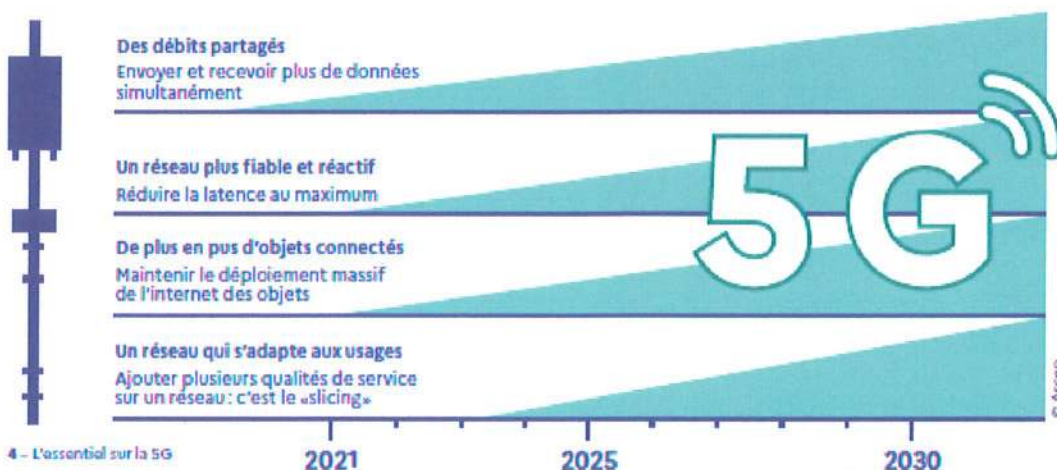 Des débits partagés
Envoyer et recevoir plus de données
simultanément
Un réseau plus fiable et réactif
Réduire la latence au maximum
De plus en pus d'objets connectés
Maintenir le déploiement massif
de l'internet des objets
Un réseau qui s'adapte aux usages
Ajouter plusieurs qualités de service
sur un réseau : c'est le «slicing»
5G
4 – L'essentiel sur la 5G
2021
2025
2030